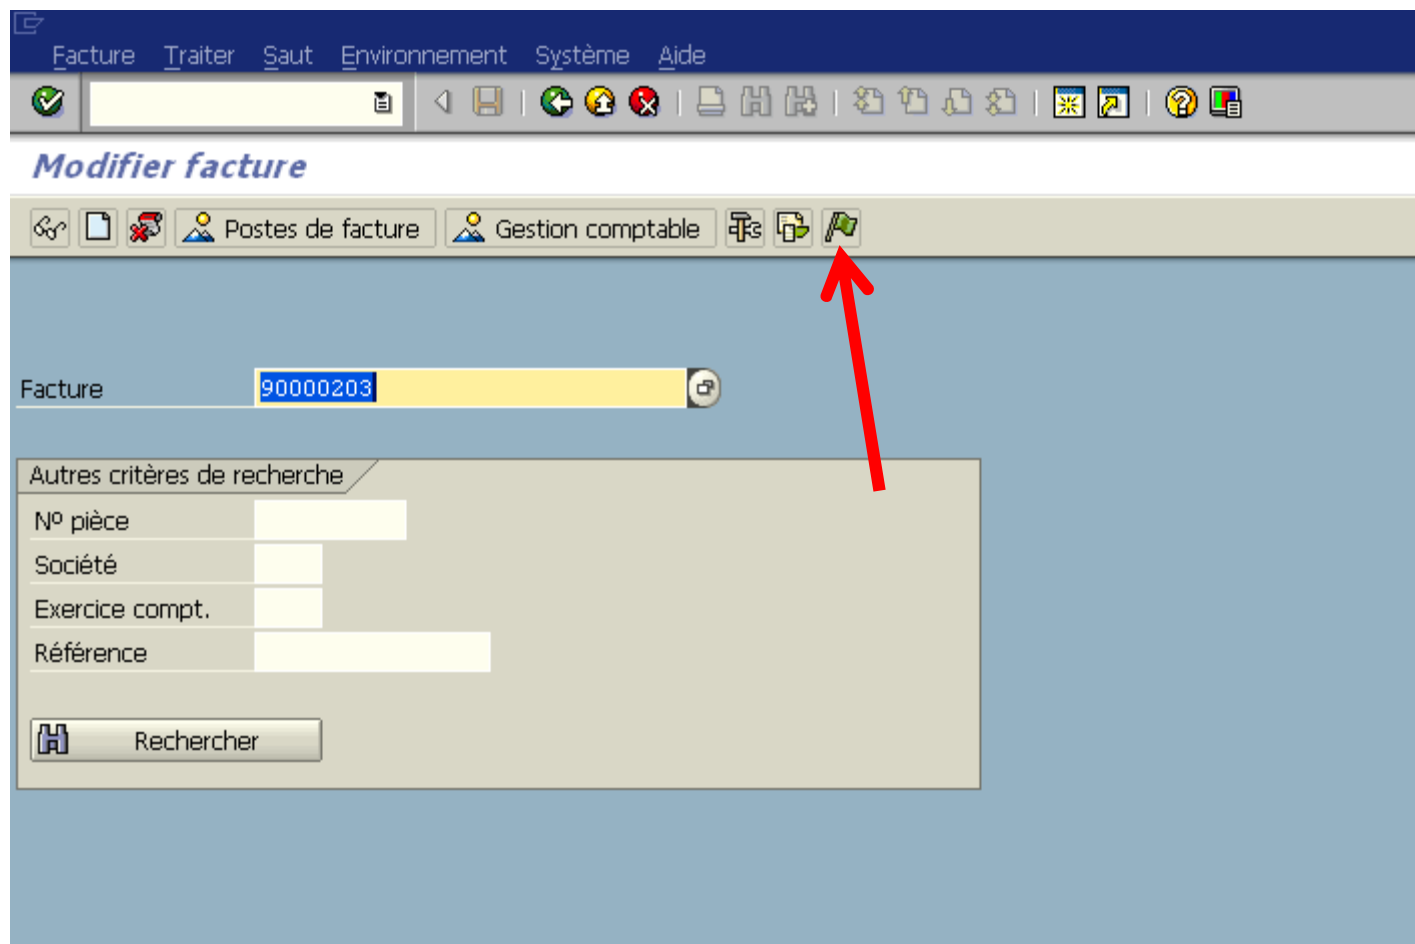 Facture Traiter Saut Environnement Système Aide
Modifier facture
Postes de facture Gestion comptable
Facture 90000203
Autres critères de recherche
Nº pièce
Société
Exercice compt.
Référence
Rechercher